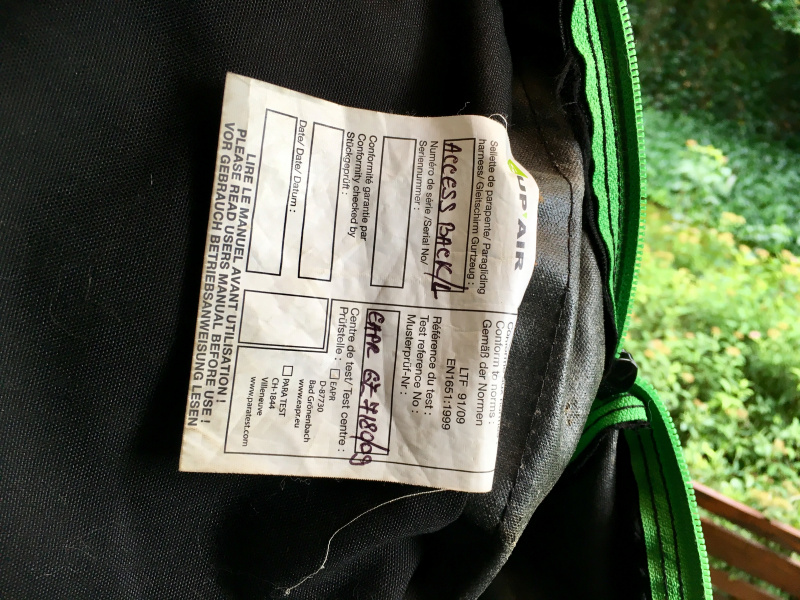 SUP'AIR
Sellette de parapente/ Paragliding
harness/ Gleitschirm Gurtzeug :
ACCESS BACK/L
Numéro de série /Serial No/
Seriennummer :
Conformité garantie par
Conformity checked by
Stückgeprüft :
Date/ Date/ Datum :
Conform to norms :
Gemäß der Normen
LTF 91/09
EN1651:1999
Référence du test :
Test reference No :
Musterprüf-Nr :
EAPR GZ 7180/09
Centre de test/ Test centre :
Prüfstelle :
EAPR
D-87730
Bad Grönenbach
www.eapr.eu
PARA TEST
CH-1844
Villeneuve
www.paratest.com
LIRE LE MANUEL AVANT UTILISATION !
PLEASE READ USERS MANUAL BEFORE USE !
VOR GEBRAUCH BETRIEBSANWEISUNG LESEN !